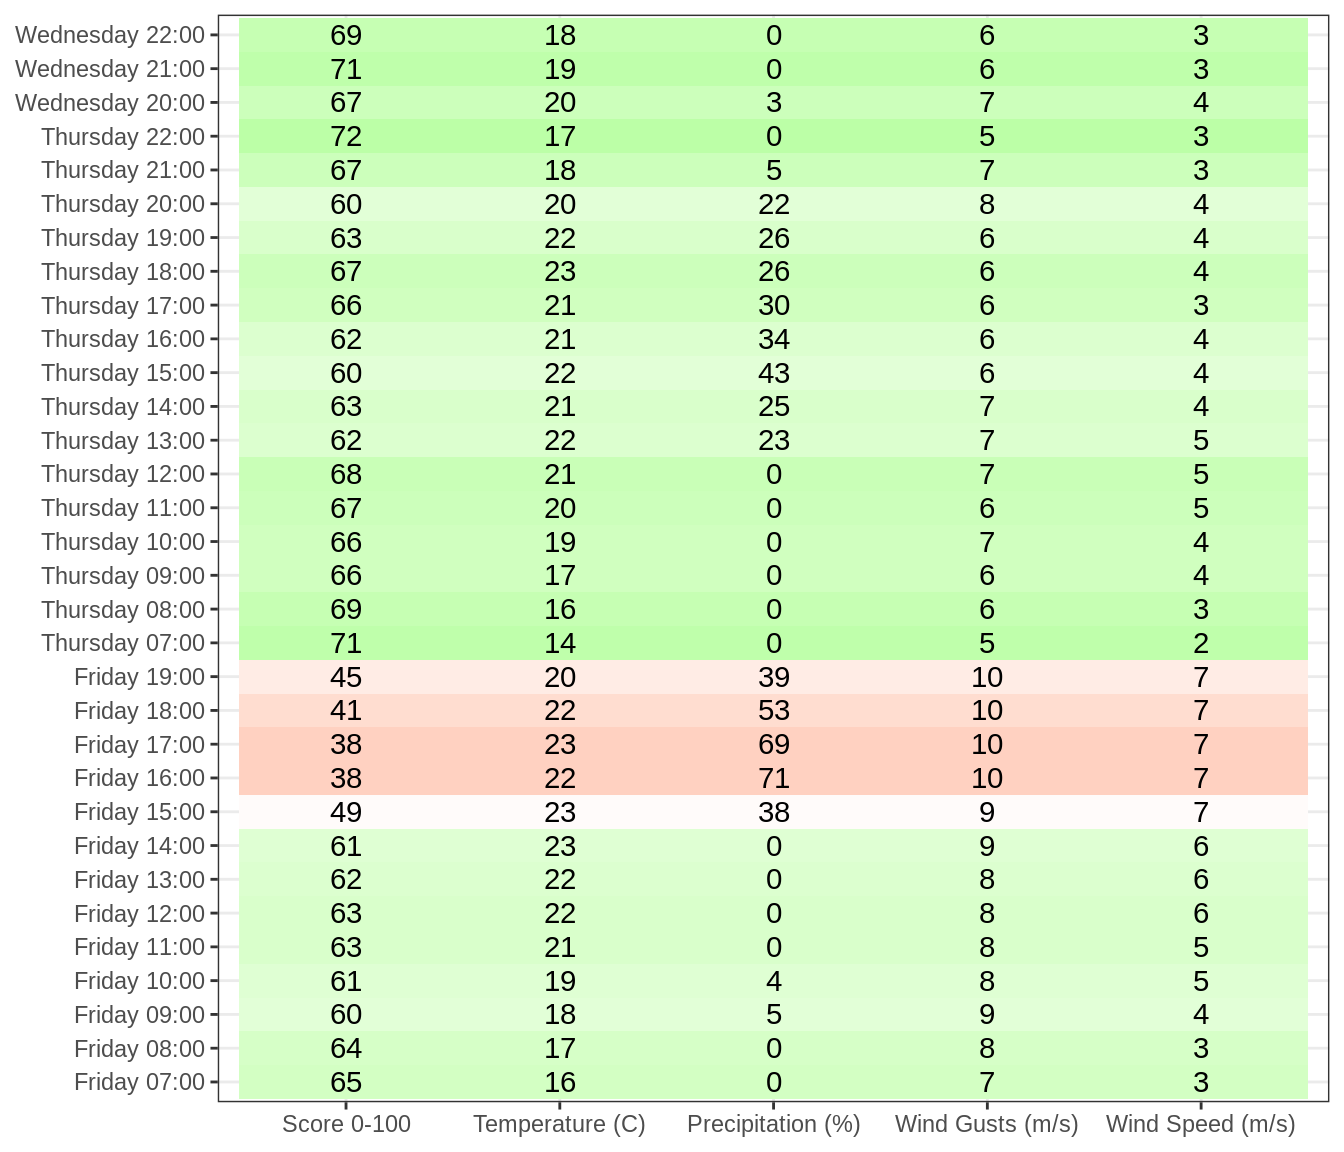 Wednesday 22:00 69 18 0 6 3
Wednesday 21:00 71 19 0 6 3
Wednesday 20:00 67 20 3 7 4
Thursday 22:00 72 17 0 5 3
Thursday 21:00 67 18 5 7 3
Thursday 20:00 60 20 22 8 4
Thursday 19:00 63 22 26 6 4
Thursday 18:00 67 23 26 6 4
Thursday 17:00 66 21 30 6 3
Thursday 16:00 62 21 34 6 4
Thursday 15:00 60 22 43 6 4
Thursday 14:00 63 21 25 7 4
Thursday 13:00 62 22 23 7 5
Thursday 12:00 68 21 0 7 5
Thursday 11:00 67 20 0 6 5
Thursday 10:00 66 19 0 7 4
Thursday 09:00 66 17 0 6 4
Thursday 08:00 69 16 0 6 3
Thursday 07:00 71 14 0 5 2
Friday 19:00 45 20 39 10 7
Friday 18:00 41 22 53 10 7
Friday 17:00 38 23 69 10 7
Friday 16:00 38 22 71 10 7
Friday 15:00 49 23 38 9 7
Friday 14:00 61 23 0 9 6
Friday 13:00 62 22 0 8 6
Friday 12:00 63 22 0 8 6
Friday 11:00 63 21 0 8 5
Friday 10:00 61 19 4 8 5
Friday 09:00 60 18 5 9 4
Friday 08:00 64 17 0 8 3
Friday 07:00 65 16 0 7 3
Score 0-100 Temperature (C) Precipitation (%) Wind Gusts (m/s) Wind Speed (m/s)